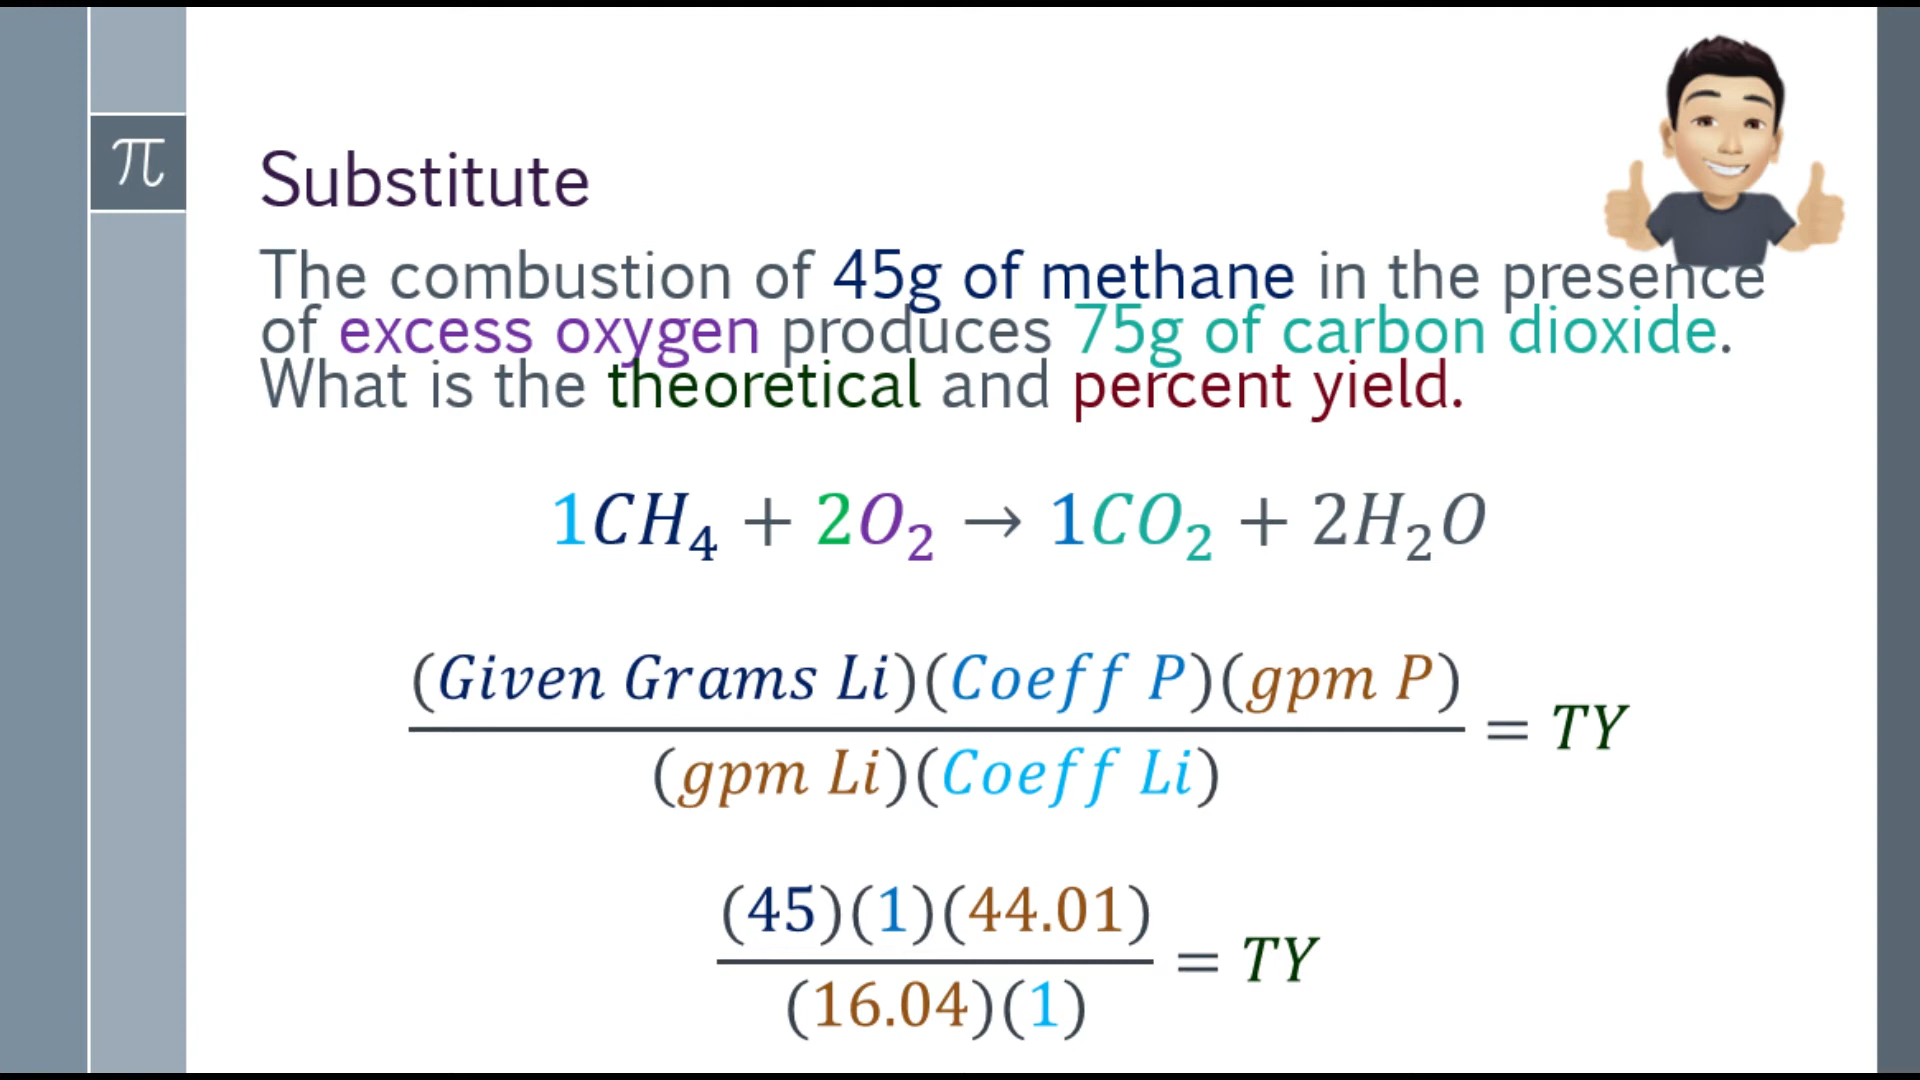 π
Substitute
The combustion of 45g of methane in the presence
of excess oxygen produces 75g of carbon dioxide.
What is the theoretical and percent yield.
1CH₄ + 2O₂ → 1CO₂ + 2H₂O
(Given Grams Li)(Coeff P)(gpm P)
= TY
(gpm Li)(Coeff Li)
(45)(1)(44.01)
= TY
(16.04)(1)